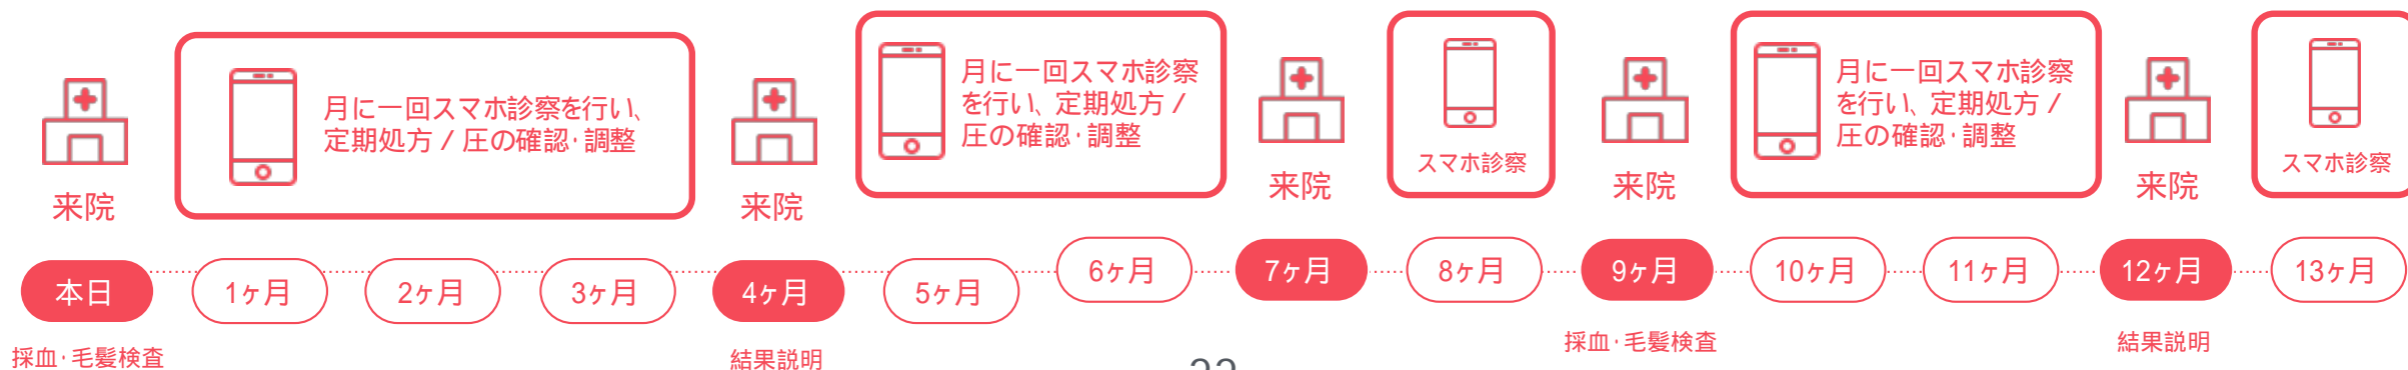 月に一回スマホ診察を行い、
定期処方 / 圧の確認・調整
月に一回スマホ診察
を行い、定期処方 /
圧の確認・調整
月に一回スマホ診察
を行い、定期処方 /
圧の確認・調整
スマホ診察
スマホ診察
来院
来院
来院
来院
来院
本日
1ヶ月
2ヶ月
3ヶ月
4ヶ月
5ヶ月
6ヶ月
7ヶ月
8ヶ月
9ヶ月
10ヶ月
11ヶ月
12ヶ月
13ヶ月
採血・毛髪検査
結果説明
採血・毛髪検査
結果説明